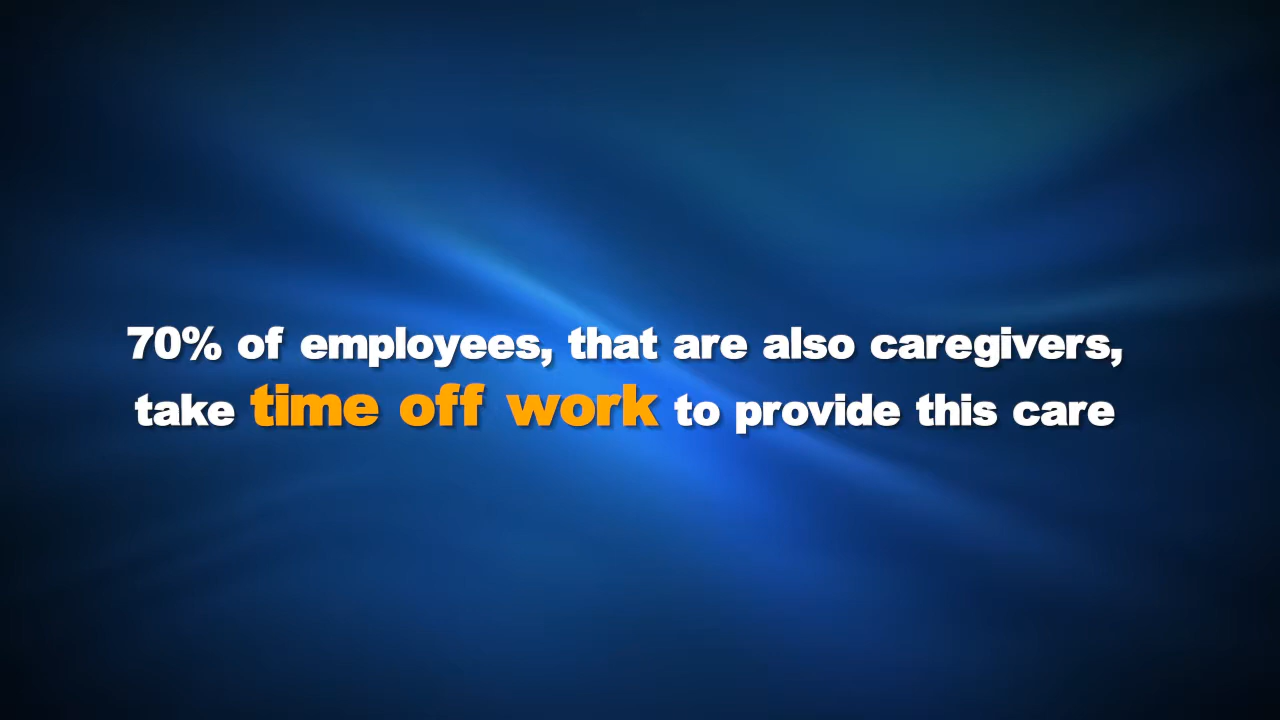 70% of employees, that are also caregivers,
take time off work to provide this care